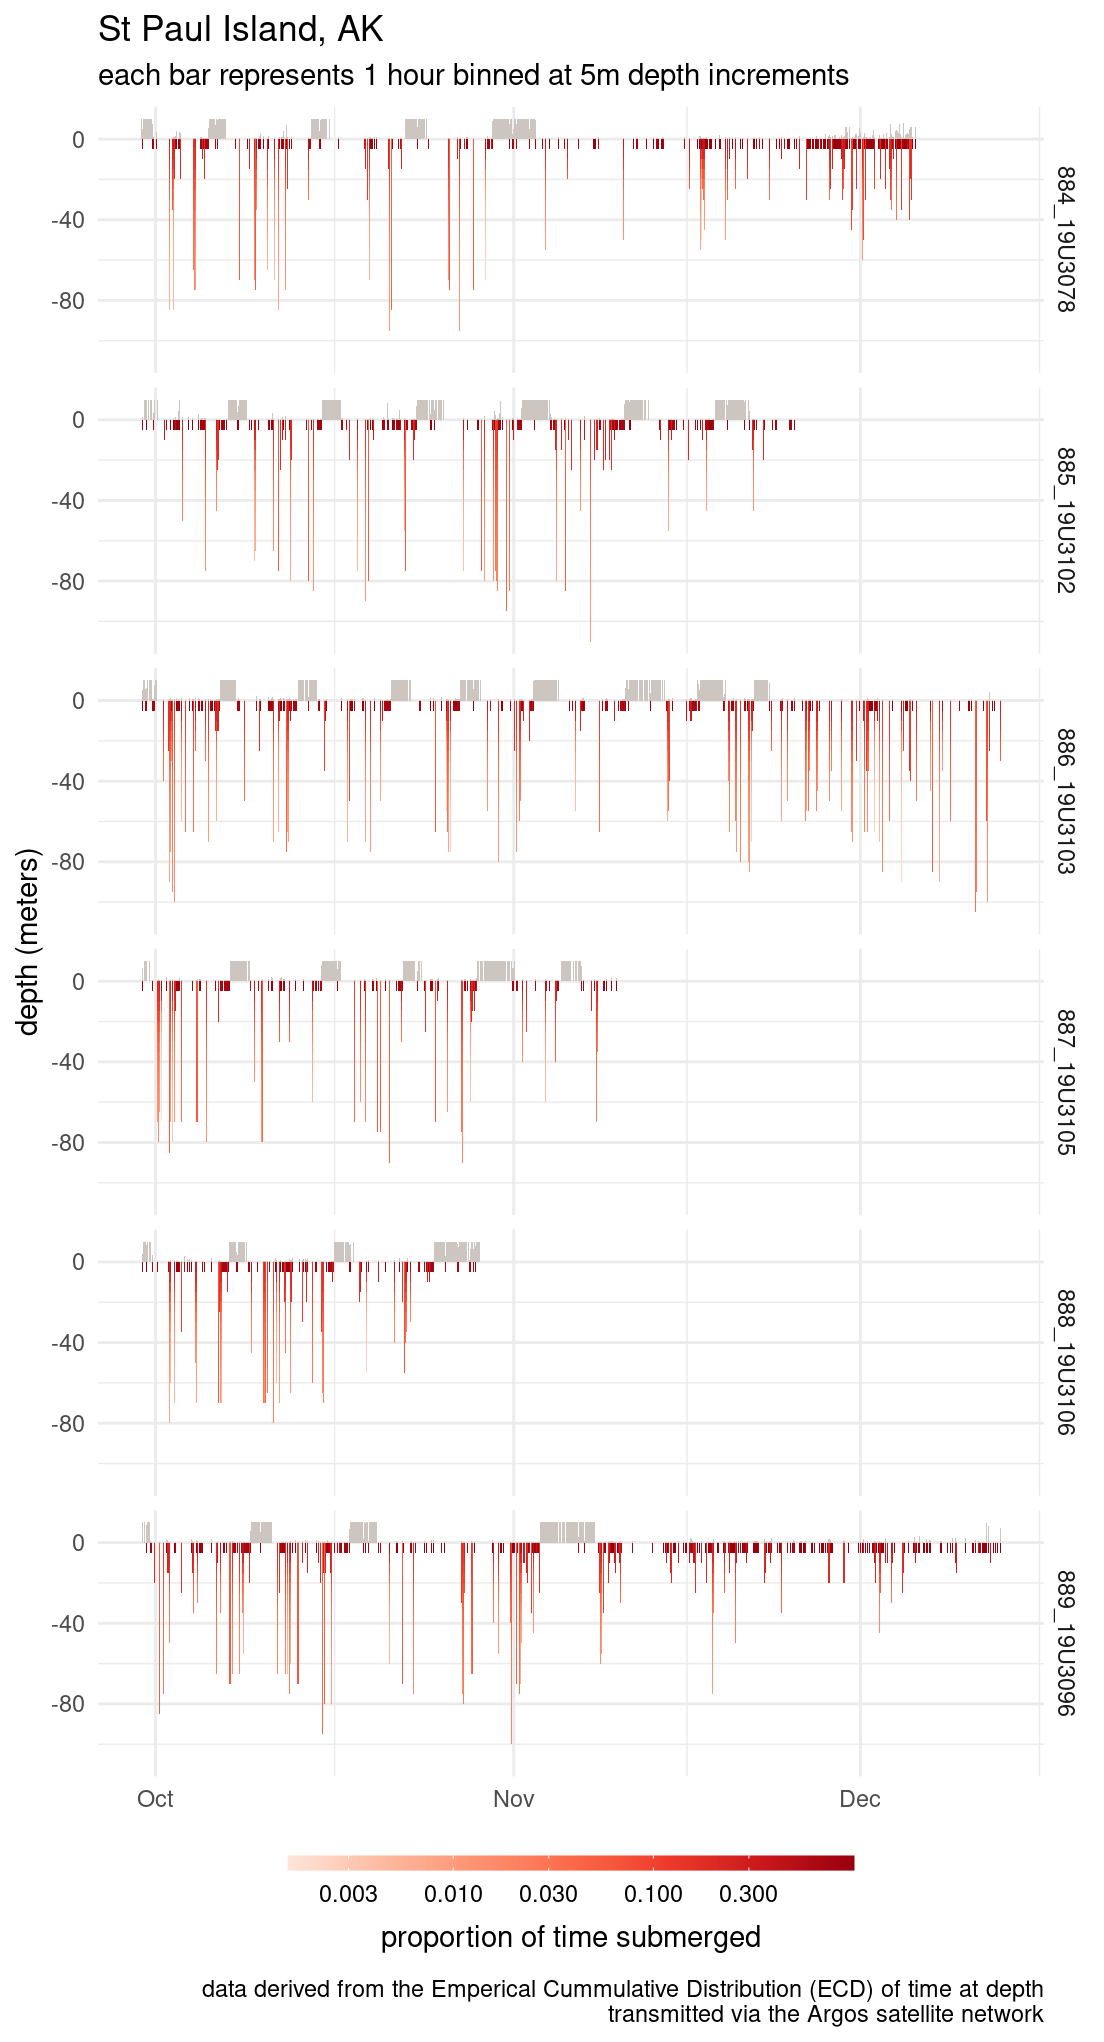 St Paul Island, AK
each bar represents 1 hour binned at 5m depth increments
0
-40
-80
884_19U3078
0
-40
-80
885_19U3102
0
-40
-80
886_19U3103
depth (meters)
0
-40
-80
887_19U3105
0
-40
-80
888_19U3106
0
-40
-80
889_19U3096
Oct Nov Dec
0.003 0.010 0.030 0.100 0.300
proportion of time submerged
data derived from the Emperical Cummulative Distribution (ECD) of time at depth
transmitted via the Argos satellite network